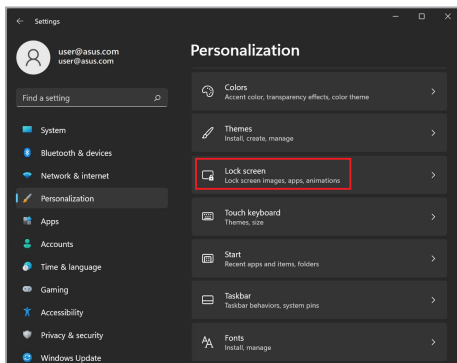 Settings
user@asus.com
user@asus.com
Find a setting
System
Bluetooth & devices
Network & internet
Personalization
Apps
Accounts
Time & language
Gaming
Accessibility
Privacy & security
Windows Update
Personalization
Colors
Accent color, transparency effects, color theme
Themes
Install, create, manage
Lock screen
Lock screen images, apps, animations
Touch keyboard
Themes, size
Start
Recent apps and items, folders
Taskbar
Taskbar behaviors, system pins
Fonts
Install, manage